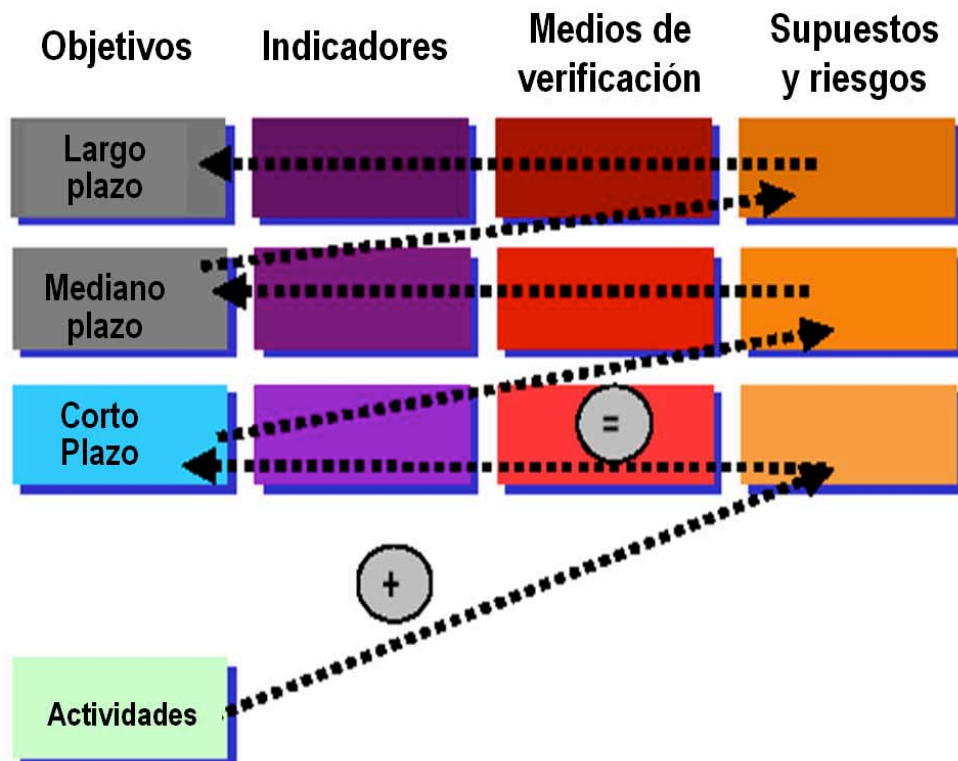 Objetivos
Indicadores
Medios de
verificación
Supuestos
y riesgos
Largo
plazo
Mediano
plazo
Corto
Plazo
=
+
Actividades